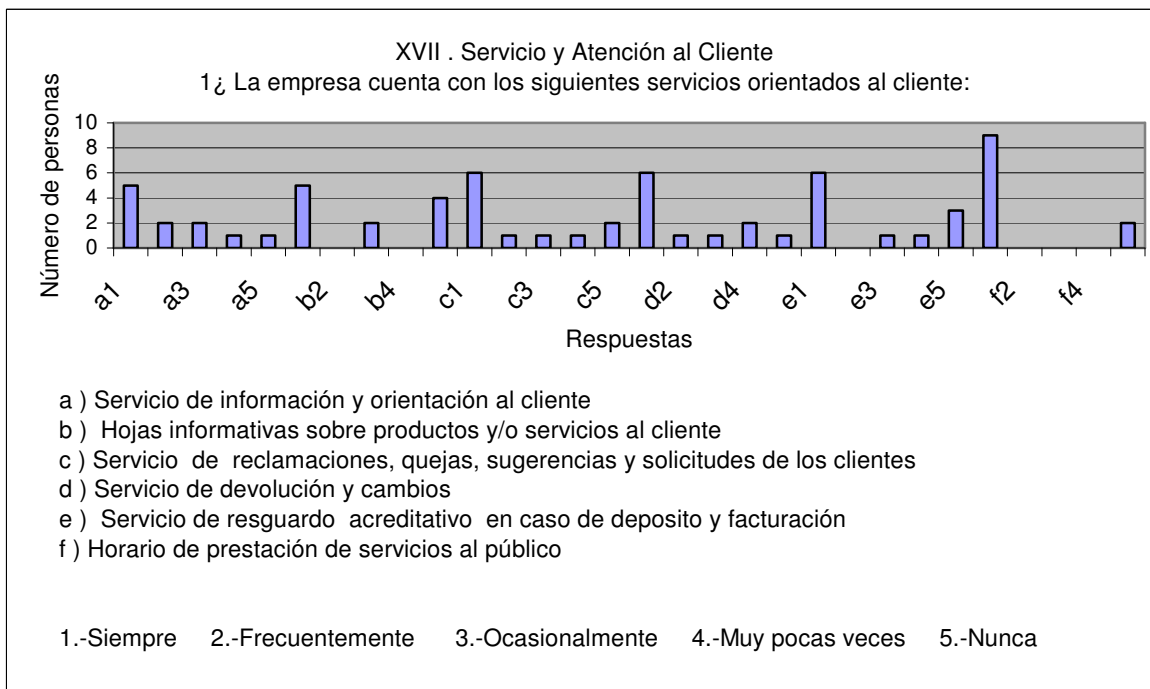 XVII . Servicio y Atención al Cliente
1¿ La empresa cuenta con los siguientes servicios orientados al cliente:
Número de personas
10
8
6
4
2
0
a1 a3 a5 b2 b4 c1 c3 c5 d2 d4 e1 e3 e5 f2 f4
Respuestas
a ) Servicio de información y orientación al cliente
b ) Hojas informativas sobre productos y/o servicios al cliente
c ) Servicio de reclamaciones, quejas, sugerencias y solicitudes de los clientes
d ) Servicio de devolución y cambios
e ) Servicio de resguardo acreditativo en caso de deposito y facturación
f ) Horario de prestación de servicios al público
1.-Siempre 2.-Frecuentemente 3.-Ocasionalmente 4.-Muy pocas veces 5.-Nunca